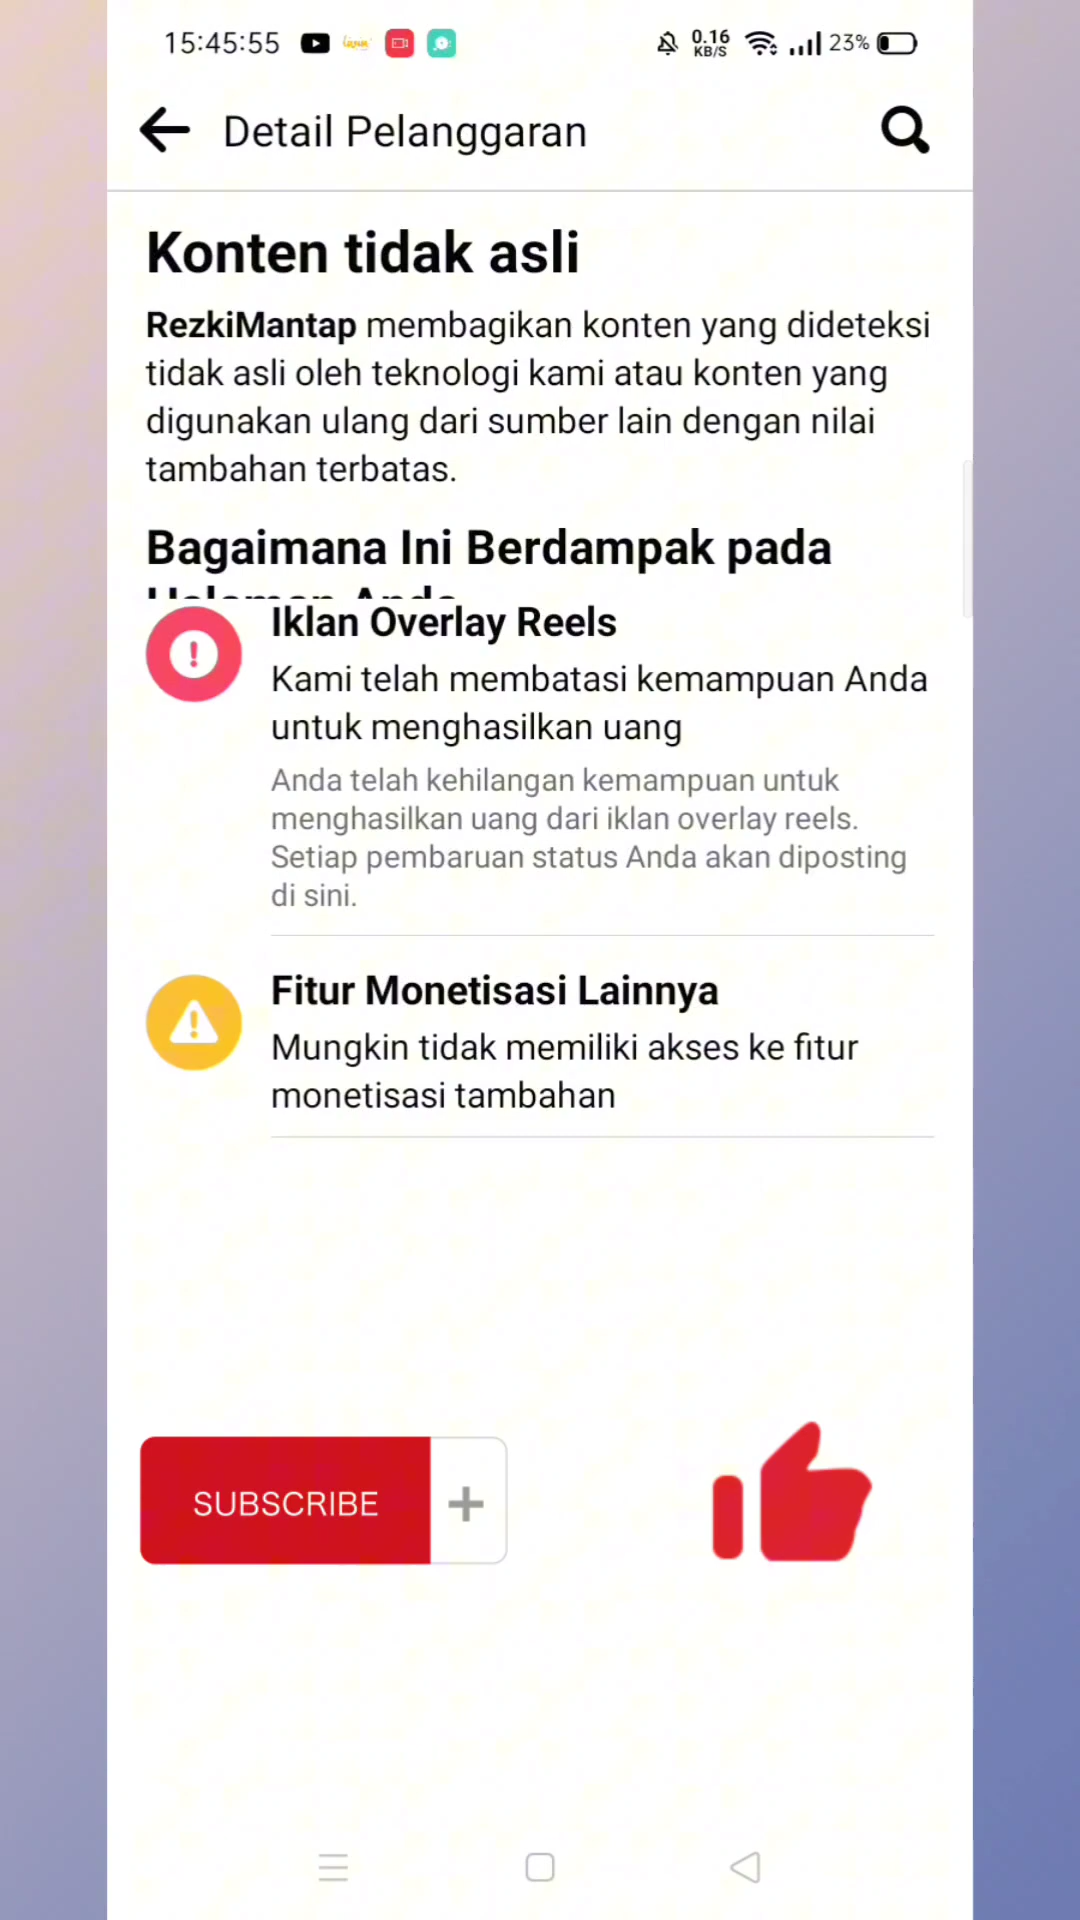 15:45:55
0.16
KB/S
23%
Detail Pelanggaran
Konten tidak asli
RezkiMantap membagikan konten yang dideteksi
tidak asli oleh teknologi kami atau konten yang
digunakan ulang dari sumber lain dengan nilai
tambahan terbatas.
Bagaimana Ini Berdampak pada
Halaman Anda
Iklan Overlay Reels
Kami telah membatasi kemampuan Anda
untuk menghasilkan uang
Anda telah kehilangan kemampuan untuk
menghasilkan uang dari iklan overlay reels.
Setiap pembaruan status Anda akan diposting
di sini.
Fitur Monetisasi Lainnya
Mungkin tidak memiliki akses ke fitur
monetisasi tambahan
SUBSCRIBE